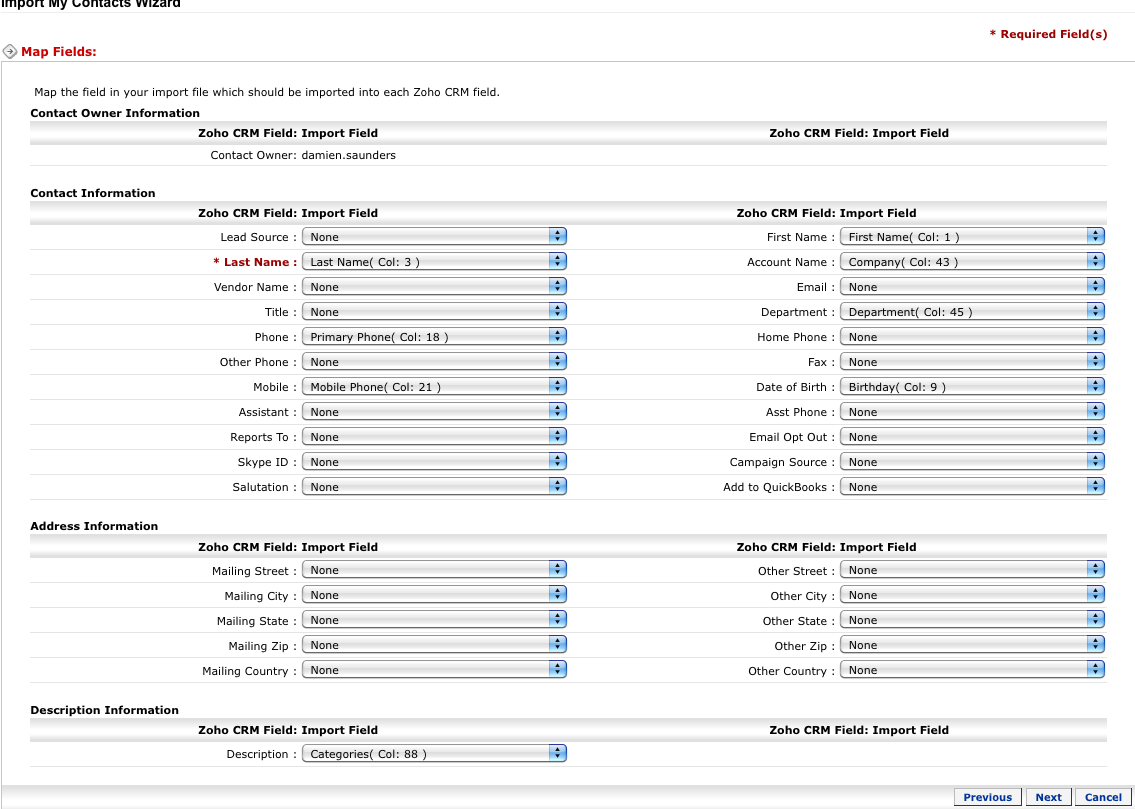 Import My Contacts Wizard
* Required Field(s)
Map Fields:
Map the field in your import file which should be imported into each Zoho CRM field.
Contact Owner Information
Zoho CRM Field: Import Field Zoho CRM Field: Import Field
Contact Owner: damien.saunders
Contact Information
Zoho CRM Field: Import Field Zoho CRM Field: Import Field
Lead Source : None First Name : First Name( Col: 1 )
* Last Name : Last Name( Col: 3 ) Account Name : Company( Col: 43 )
Vendor Name : None Email : None
Title : None Department : Department( Col: 45 )
Phone : Primary Phone( Col: 18 ) Home Phone : None
Other Phone : None Fax : None
Mobile : Mobile Phone( Col: 21 ) Date of Birth : Birthday( Col: 9 )
Assistant : None Asst Phone : None
Reports To : None Email Opt Out : None
Skype ID : None Campaign Source : None
Salutation : None Add to QuickBooks : None
Address Information
Zoho CRM Field: Import Field Zoho CRM Field: Import Field
Mailing Street : None Other Street : None
Mailing City : None Other City : None
Mailing State : None Other State : None
Mailing Zip : None Other Zip : None
Mailing Country : None Other Country : None
Description Information
Zoho CRM Field: Import Field Zoho CRM Field: Import Field
Description : Categories( Col: 88 )
Previous Next Cancel